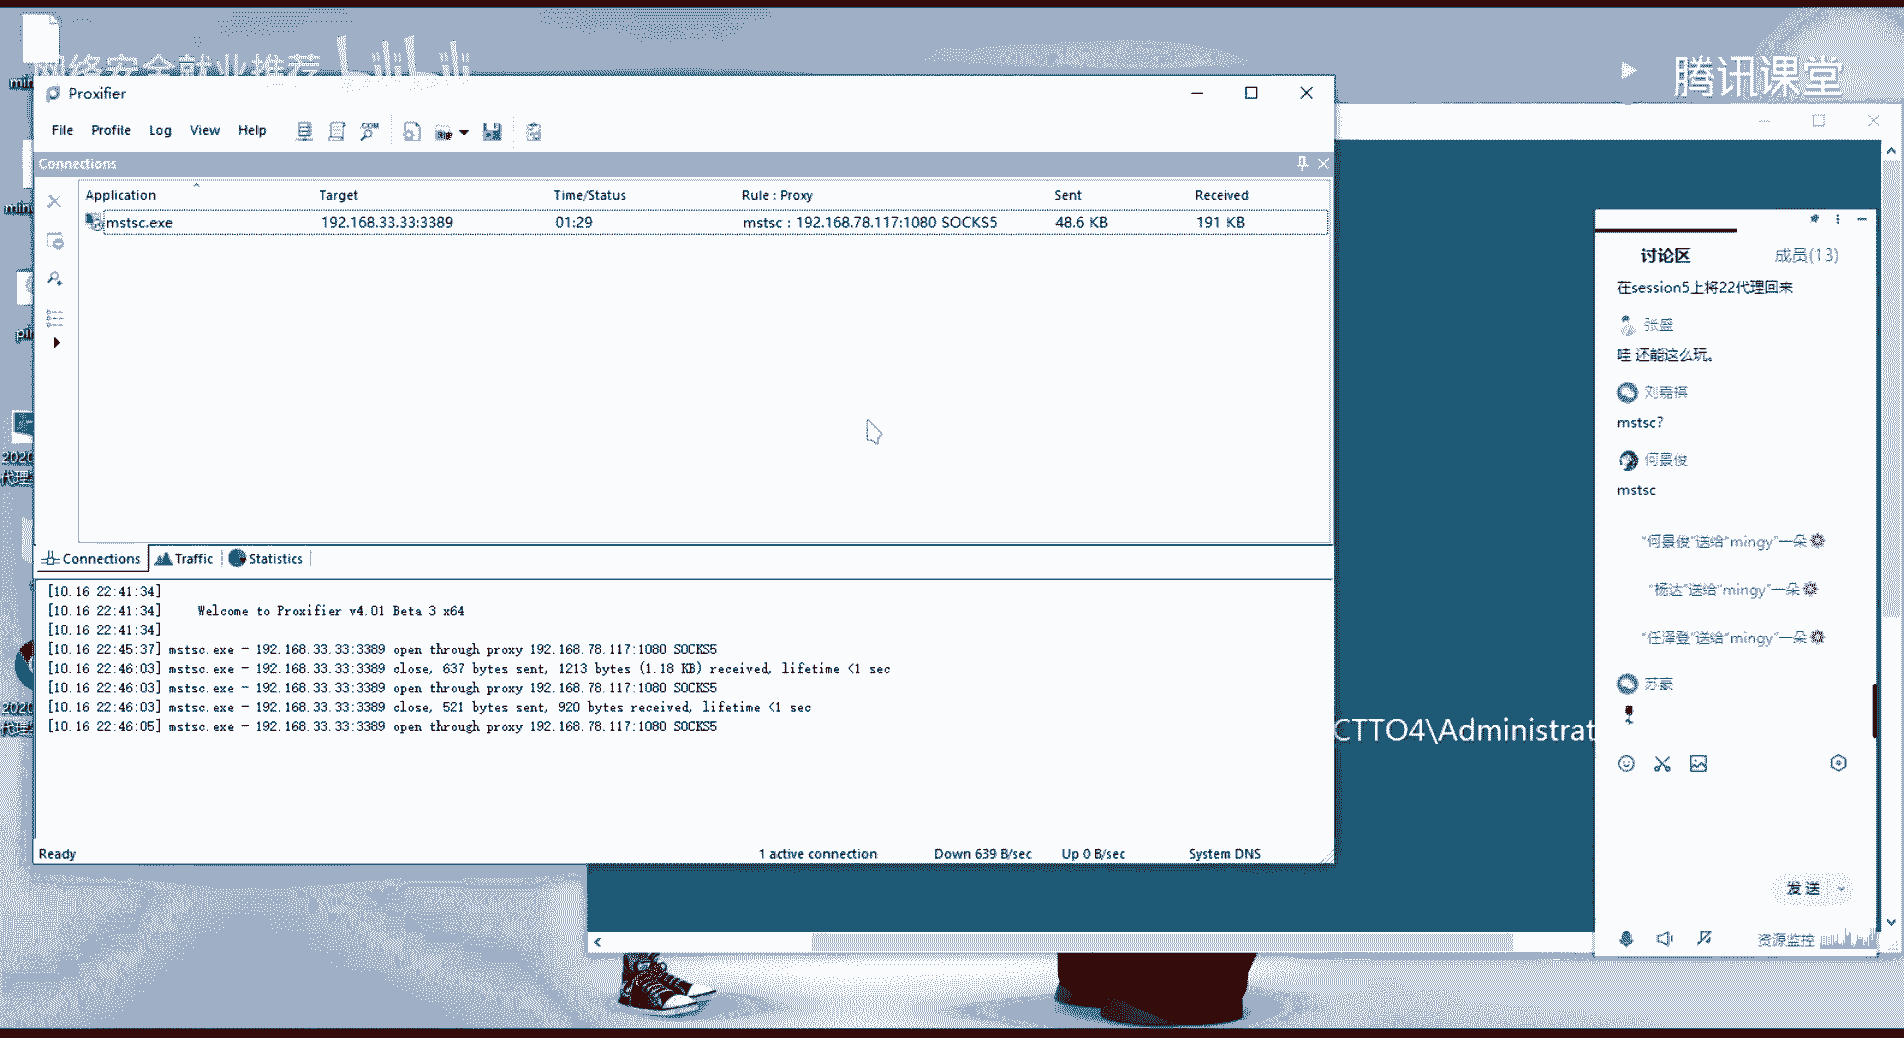 网络安全就业推荐 bilibili
腾讯课堂
Proxifier
File Profile Log View Help
Connections
Application Target Time/Status Rule : Proxy Sent Received
mstsc.exe 192.168.33.33:3389 01:29 mstsc : 192.168.78.117:1080 SOCKS5 48.6 KB 191 KB
Connections Traffic Statistics
[10.16 22:41:34]
[10.16 22:41:34] Welcome to Proxifier v4.01 Beta 3 x64
[10.16 22:41:34]
[10.16 22:45:37] mstsc.exe - 192.168.33.33:3389 open through proxy 192.168.78.117:1080 SOCKS5
[10.16 22:46:03] mstsc.exe - 192.168.33.33:3389 close, 637 bytes sent, 1213 bytes (1.18 KB) received, lifetime <1 sec
[10.16 22:46:03] mstsc.exe - 192.168.33.33:3389 open through proxy 192.168.78.117:1080 SOCKS5
[10.16 22:46:03] mstsc.exe - 192.168.33.33:3389 close, 521 bytes sent, 920 bytes received, lifetime <1 sec
[10.16 22:46:05] mstsc.exe - 192.168.33.33:3389 open through proxy 192.168.78.117:1080 SOCKS5
Ready 1 active connection Down 639 B/sec Up 0 B/sec System DNS
CTTO4\Administrat
讨论区 成员(13)
在session5上将22代理回来
张盛
哇 还能这么玩。
mstsc?
何景俊
mstsc
"何景俊"送给"mingy"一朵
"杨达"送给"mingy"一朵
"任泽登"送给"mingy"一朵
苏豪
发送
资源监控
2020
2020